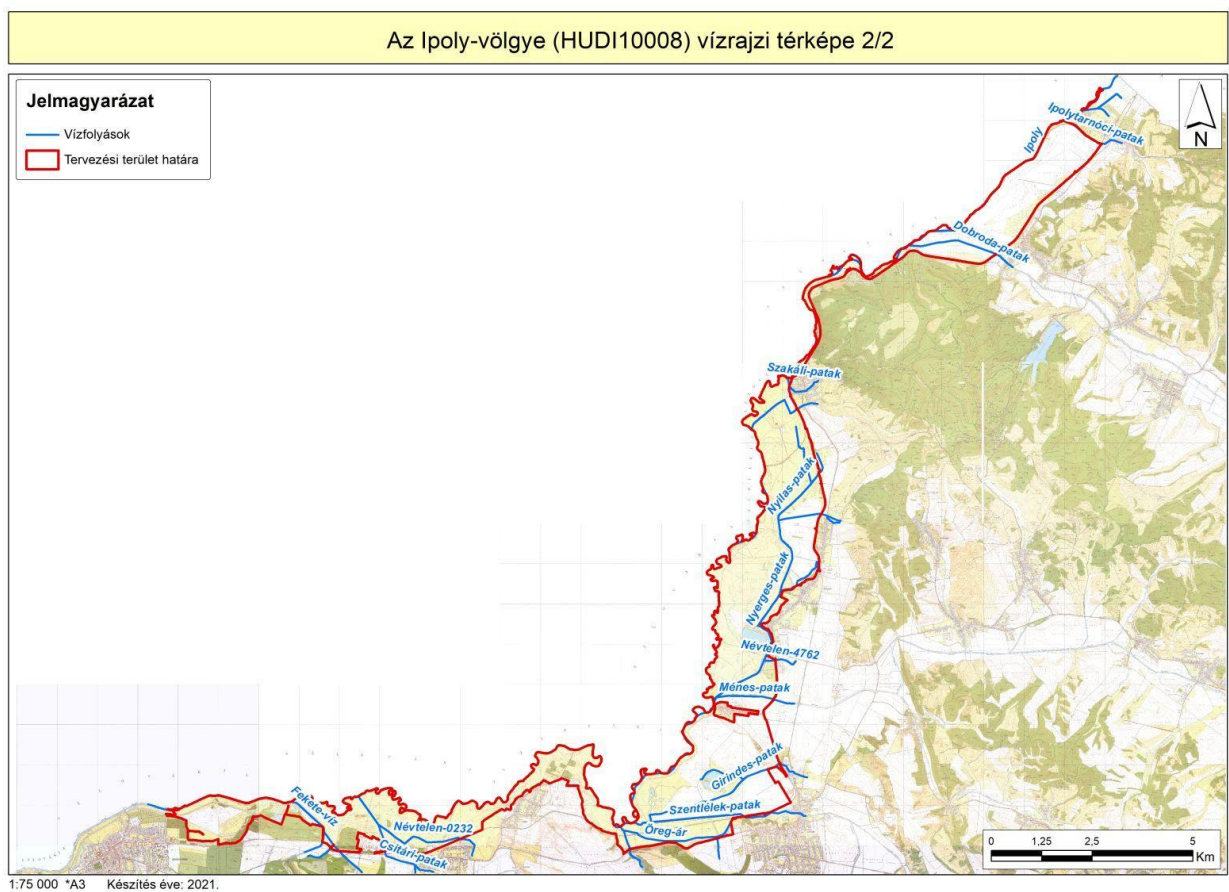 Az Ipoly-völgye (HUDI10008) vízrajzi térképe 2/2
Jelmagyarázat
Vízfolyások
Tervezési terület határa
N
Ipolytarnóci-patak
Ipoly
Dobroda-patak
Szakáli-patak
Nyilas-patak
Nyerges-patak
Névtelen-4762
Ménes-patak
Girindes-patak
Szentlélek-patak
Öreg-ár
Fekete-víz
Névtelen-0232
Csitári-patak
0 1,25 2,5 5
Km
1:75 000 *A3 Készítés éve: 2021.